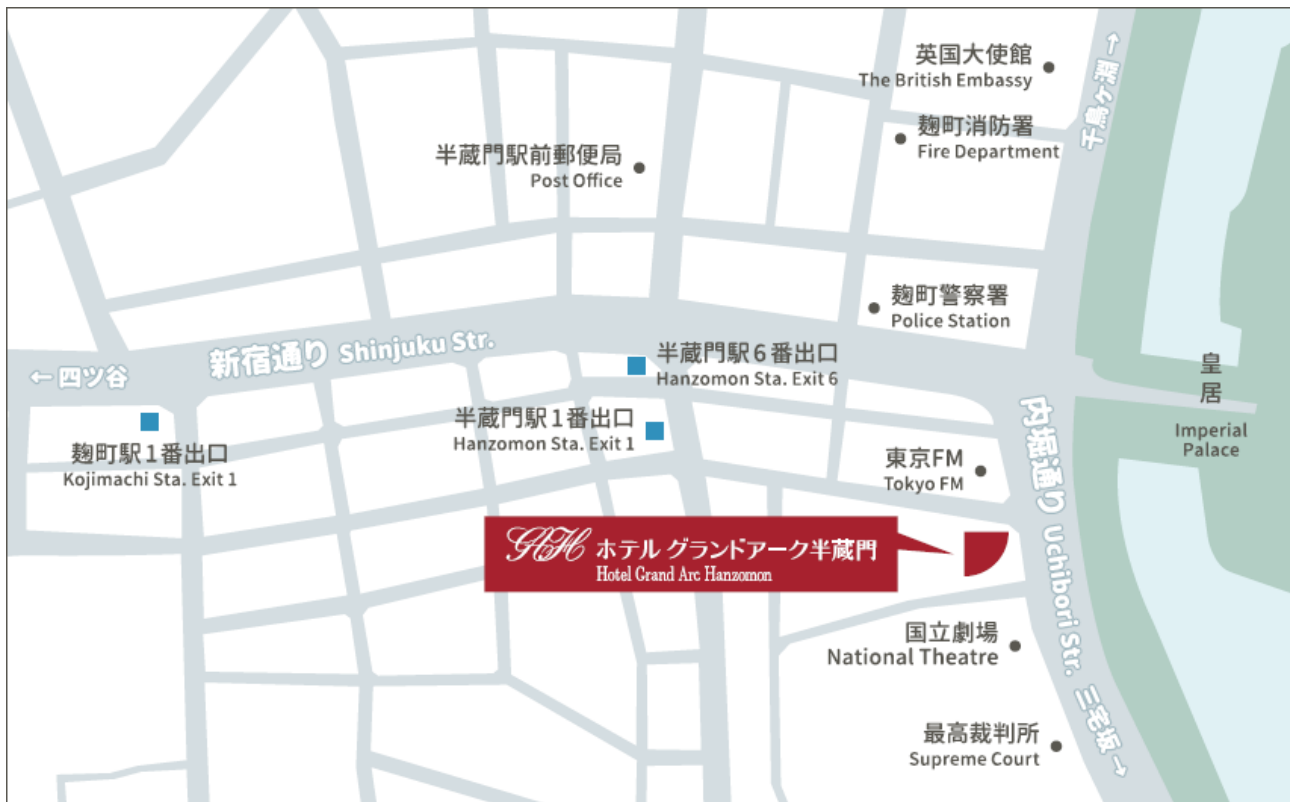 英国大使館
The British Embassy
千鳥ヶ淵→
麹町消防署
Fire Department
半蔵門駅前郵便局
Post Office
麹町警察署
Police Station
新宿通り Shinjuku Str.
←四ツ谷
半蔵門駅6番出口
Hanzomon Sta. Exit 6
皇居
Imperial
Palace
半蔵門駅1番出口
Hanzomon Sta. Exit 1
麹町駅1番出口
Kojimachi Sta. Exit 1
内堀通り Uchibori Str.
東京FM
Tokyo FM
GAH ホテル グランドアーク半蔵門
Hotel Grand Arc Hanzomon
国立劇場
National Theatre
三宅坂→
最高裁判所
Supreme Court